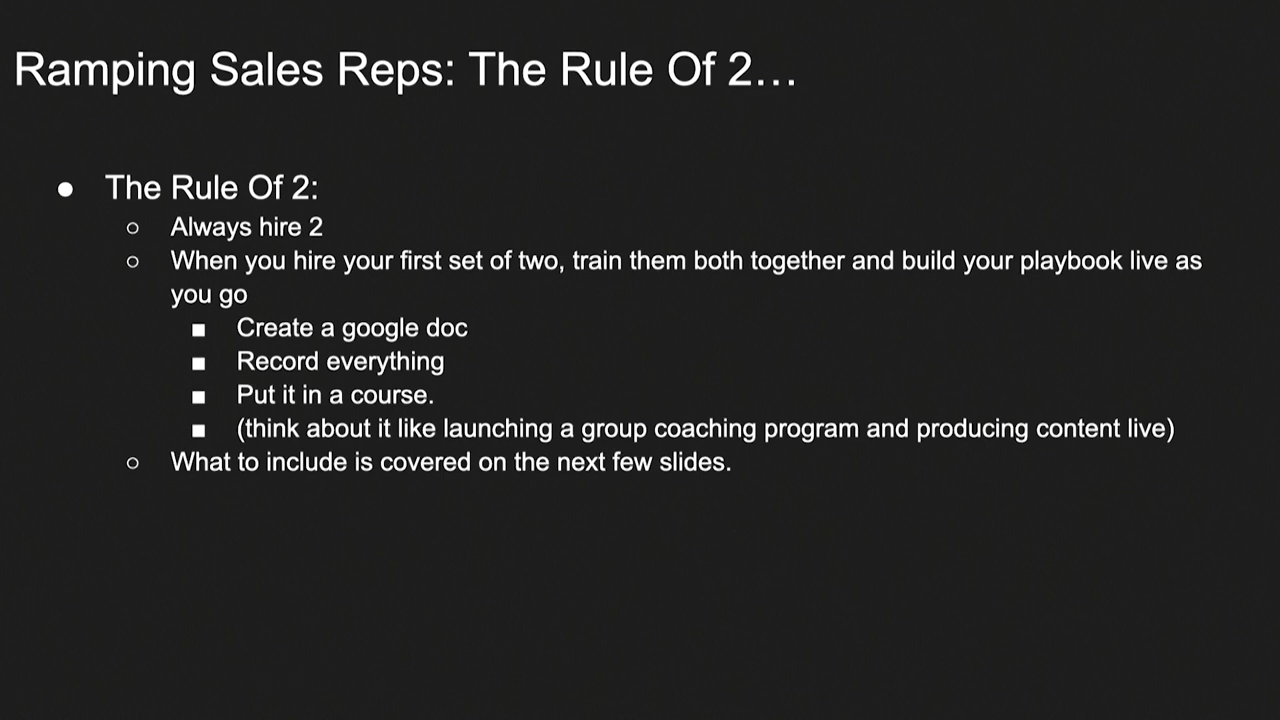 Ramping Sales Reps: The Rule Of 2…
● The Rule Of 2:
○ Always hire 2
○ When you hire your first set of two, train them both together and build your playbook live as
you go
■ Create a google doc
■ Record everything
■ Put it in a course.
■ (think about it like launching a group coaching program and producing content live)
○ What to include is covered on the next few slides.